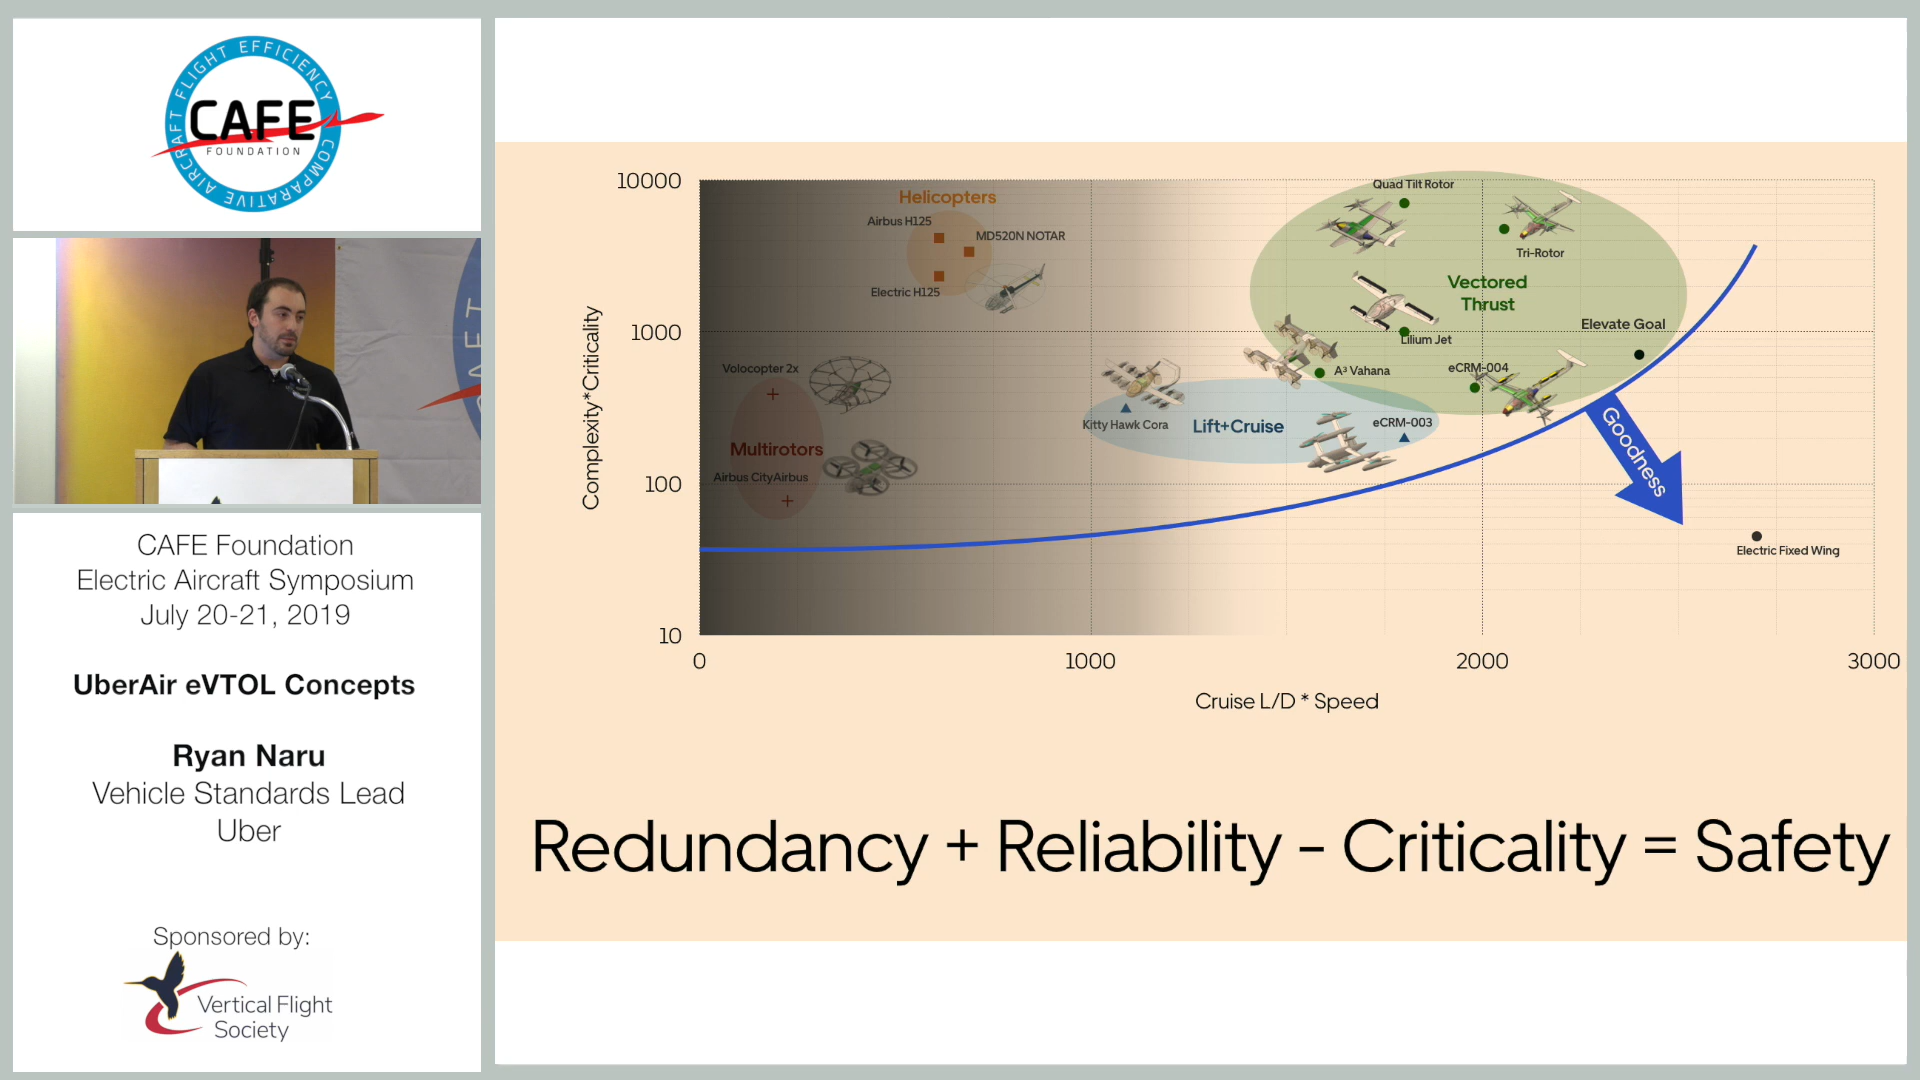 AIRCRAFT FLIGHT EFFICIENCY COMPARATIVE
CAFE
FOUNDATION
CAFE Foundation
Electric Aircraft Symposium
July 20-21, 2019
UberAir eVTOL Concepts
Ryan Naru
Vehicle Standards Lead
Uber
Sponsored by:
Vertical Flight
Society
Complexity*Criticality
10000
1000
100
10
0
1000
2000
3000
Cruise L/D * Speed
Helicopters
Airbus H125
MD520N NOTAR
Electric H125
Volocopter 2x
Multirotors
Airbus CityAirbus
Kitty Hawk Cora
Lift+Cruise
eCRM-003
Quad Tilt Rotor
Tri-Rotor
Vectored
Thrust
Lilium Jet
A³ Vahana
eCRM-004
Elevate Goal
Goodness
Electric Fixed Wing
Redundancy + Reliability - Criticality = Safety